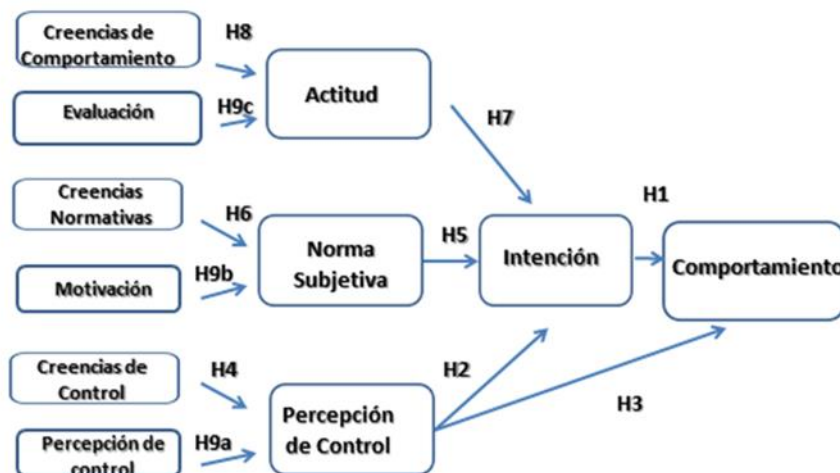 Creencias de
Comportamiento
H8
Actitud
Evaluación
H9c
H7
Creencias
Normativas
H6
Norma
Subjetiva
H5
Intención
H1
Comportamiento
Motivación
H9b
Creencias de
Control
H4
Percepción
de Control
H2
H3
Percepción de
control
H9a